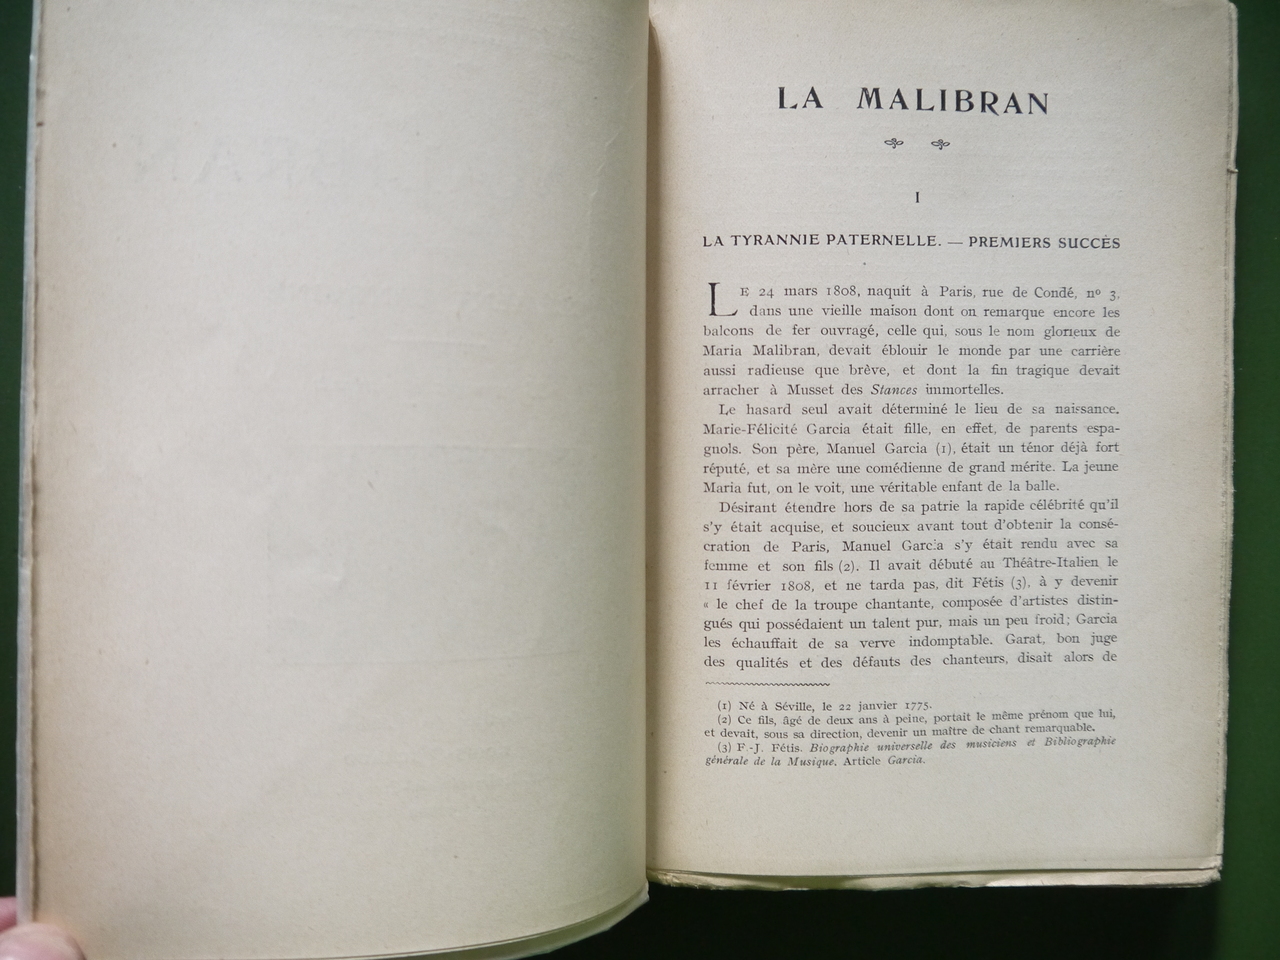 LA MALIBRAN
I
LA TYRANNIE PATERNELLE. — PREMIERS SUCCÈS
LE 24 mars 1808, naquit à Paris, rue de Condé, nº 3,
dans une vieille maison dont on remarque encore les
balcons de fer ouvragé, celle qui, sous le nom glorieux de
Maria Malibran, devait éblouir le monde par une carrière
aussi radieuse que brève, et dont la fin tragique devait
arracher à Musset des Stances immortelles.
Le hasard seul avait déterminé le lieu de sa naissance.
Marie-Félicité Garcia était fille, en effet, de parents espa-
gnols. Son père, Manuel Garcia (1), était un ténor déjà fort
réputé, et sa mère une comédienne de grand mérite. La jeune
Maria fut, on le voit, une véritable enfant de la balle.
Désirant étendre hors de sa patrie la rapide célébrité qu'il
s'y était acquise, et soucieux avant tout d'obtenir la consé-
cration de Paris, Manuel Garcia s'y était rendu avec sa
femme et son fils (2). Il avait débuté au Théâtre-Italien le
11 février 1808, et ne tarda pas, dit Fétis (3), à y devenir
« le chef de la troupe chantante, composée d'artistes distin-
gués qui possédaient un talent pur, mais un peu froid; Garcia
les échauffait de sa verve indomptable. Garat, bon juge
des qualités et des défauts des chanteurs, disait alors de
(1) Né à Séville, le 22 janvier 1775.
(2) Ce fils, âgé de deux ans à peine, portait le même prénom que lui,
et devait, sous sa direction, devenir un maître de chant remarquable.
(3) F.-J. Fétis. Biographie universelle des musiciens et Bibliographie
générale de la Musique. Article Garcia.